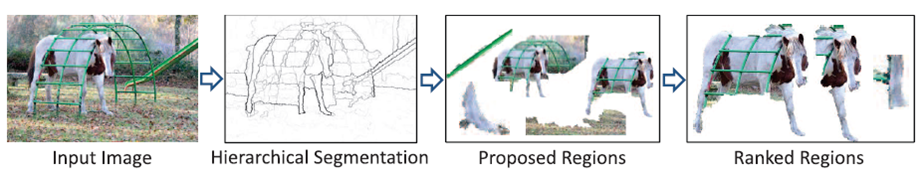 Input Image
Hierarchical Segmentation
Proposed Regions
Ranked Regions